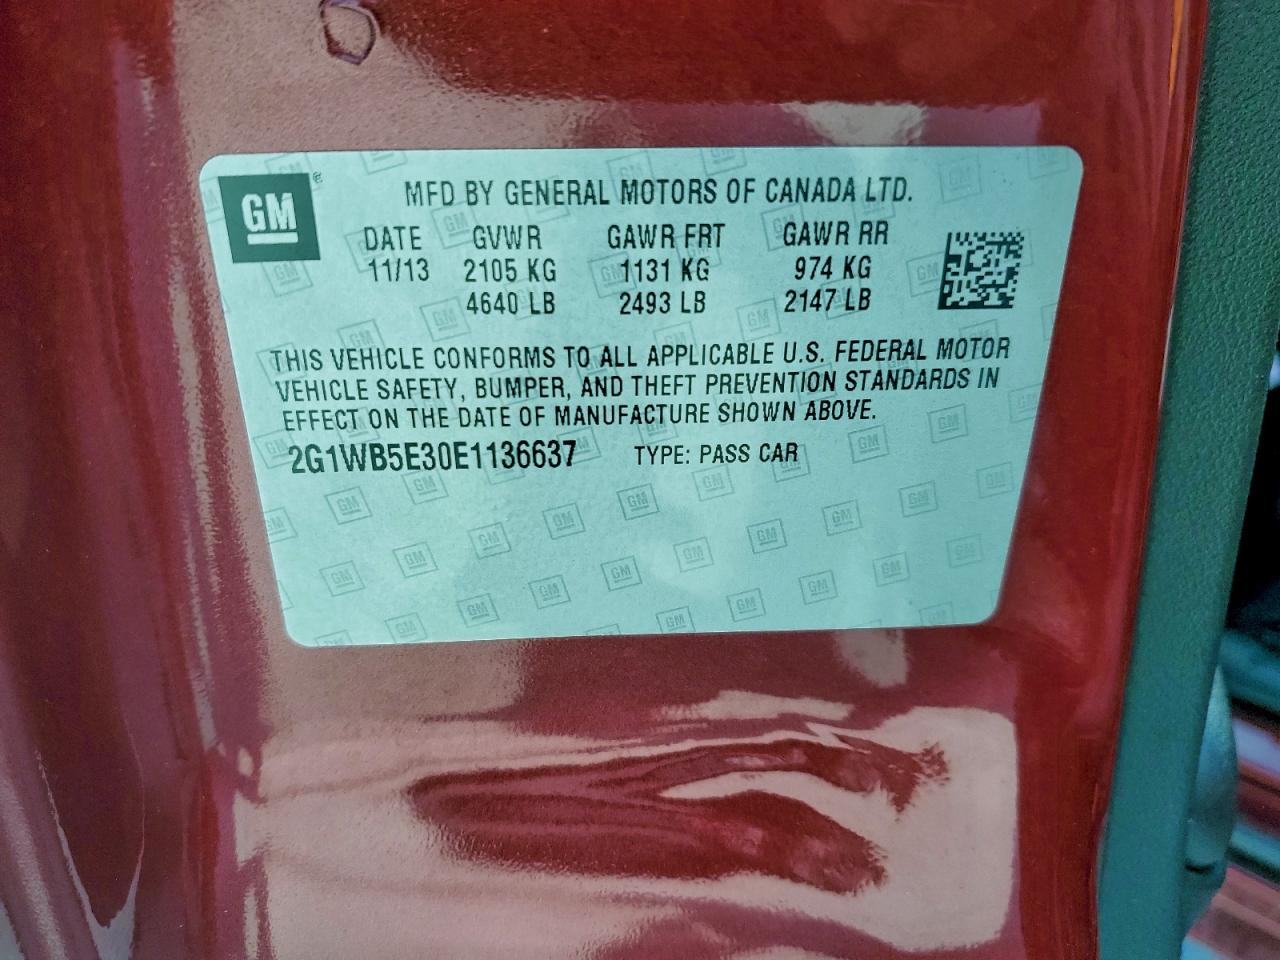 GM
MFD BY GENERAL MOTORS OF CANADA LTD.
DATE GVWR GAWR FRT GAWR RR
11/13 2105 KG 1131 KG 974 KG
4640 LB 2493 LB 2147 LB
THIS VEHICLE CONFORMS TO ALL APPLICABLE U.S. FEDERAL MOTOR
VEHICLE SAFETY, BUMPER, AND THEFT PREVENTION STANDARDS IN
EFFECT ON THE DATE OF MANUFACTURE SHOWN ABOVE.
2G1WB5E30E1136637 TYPE: PASS CAR